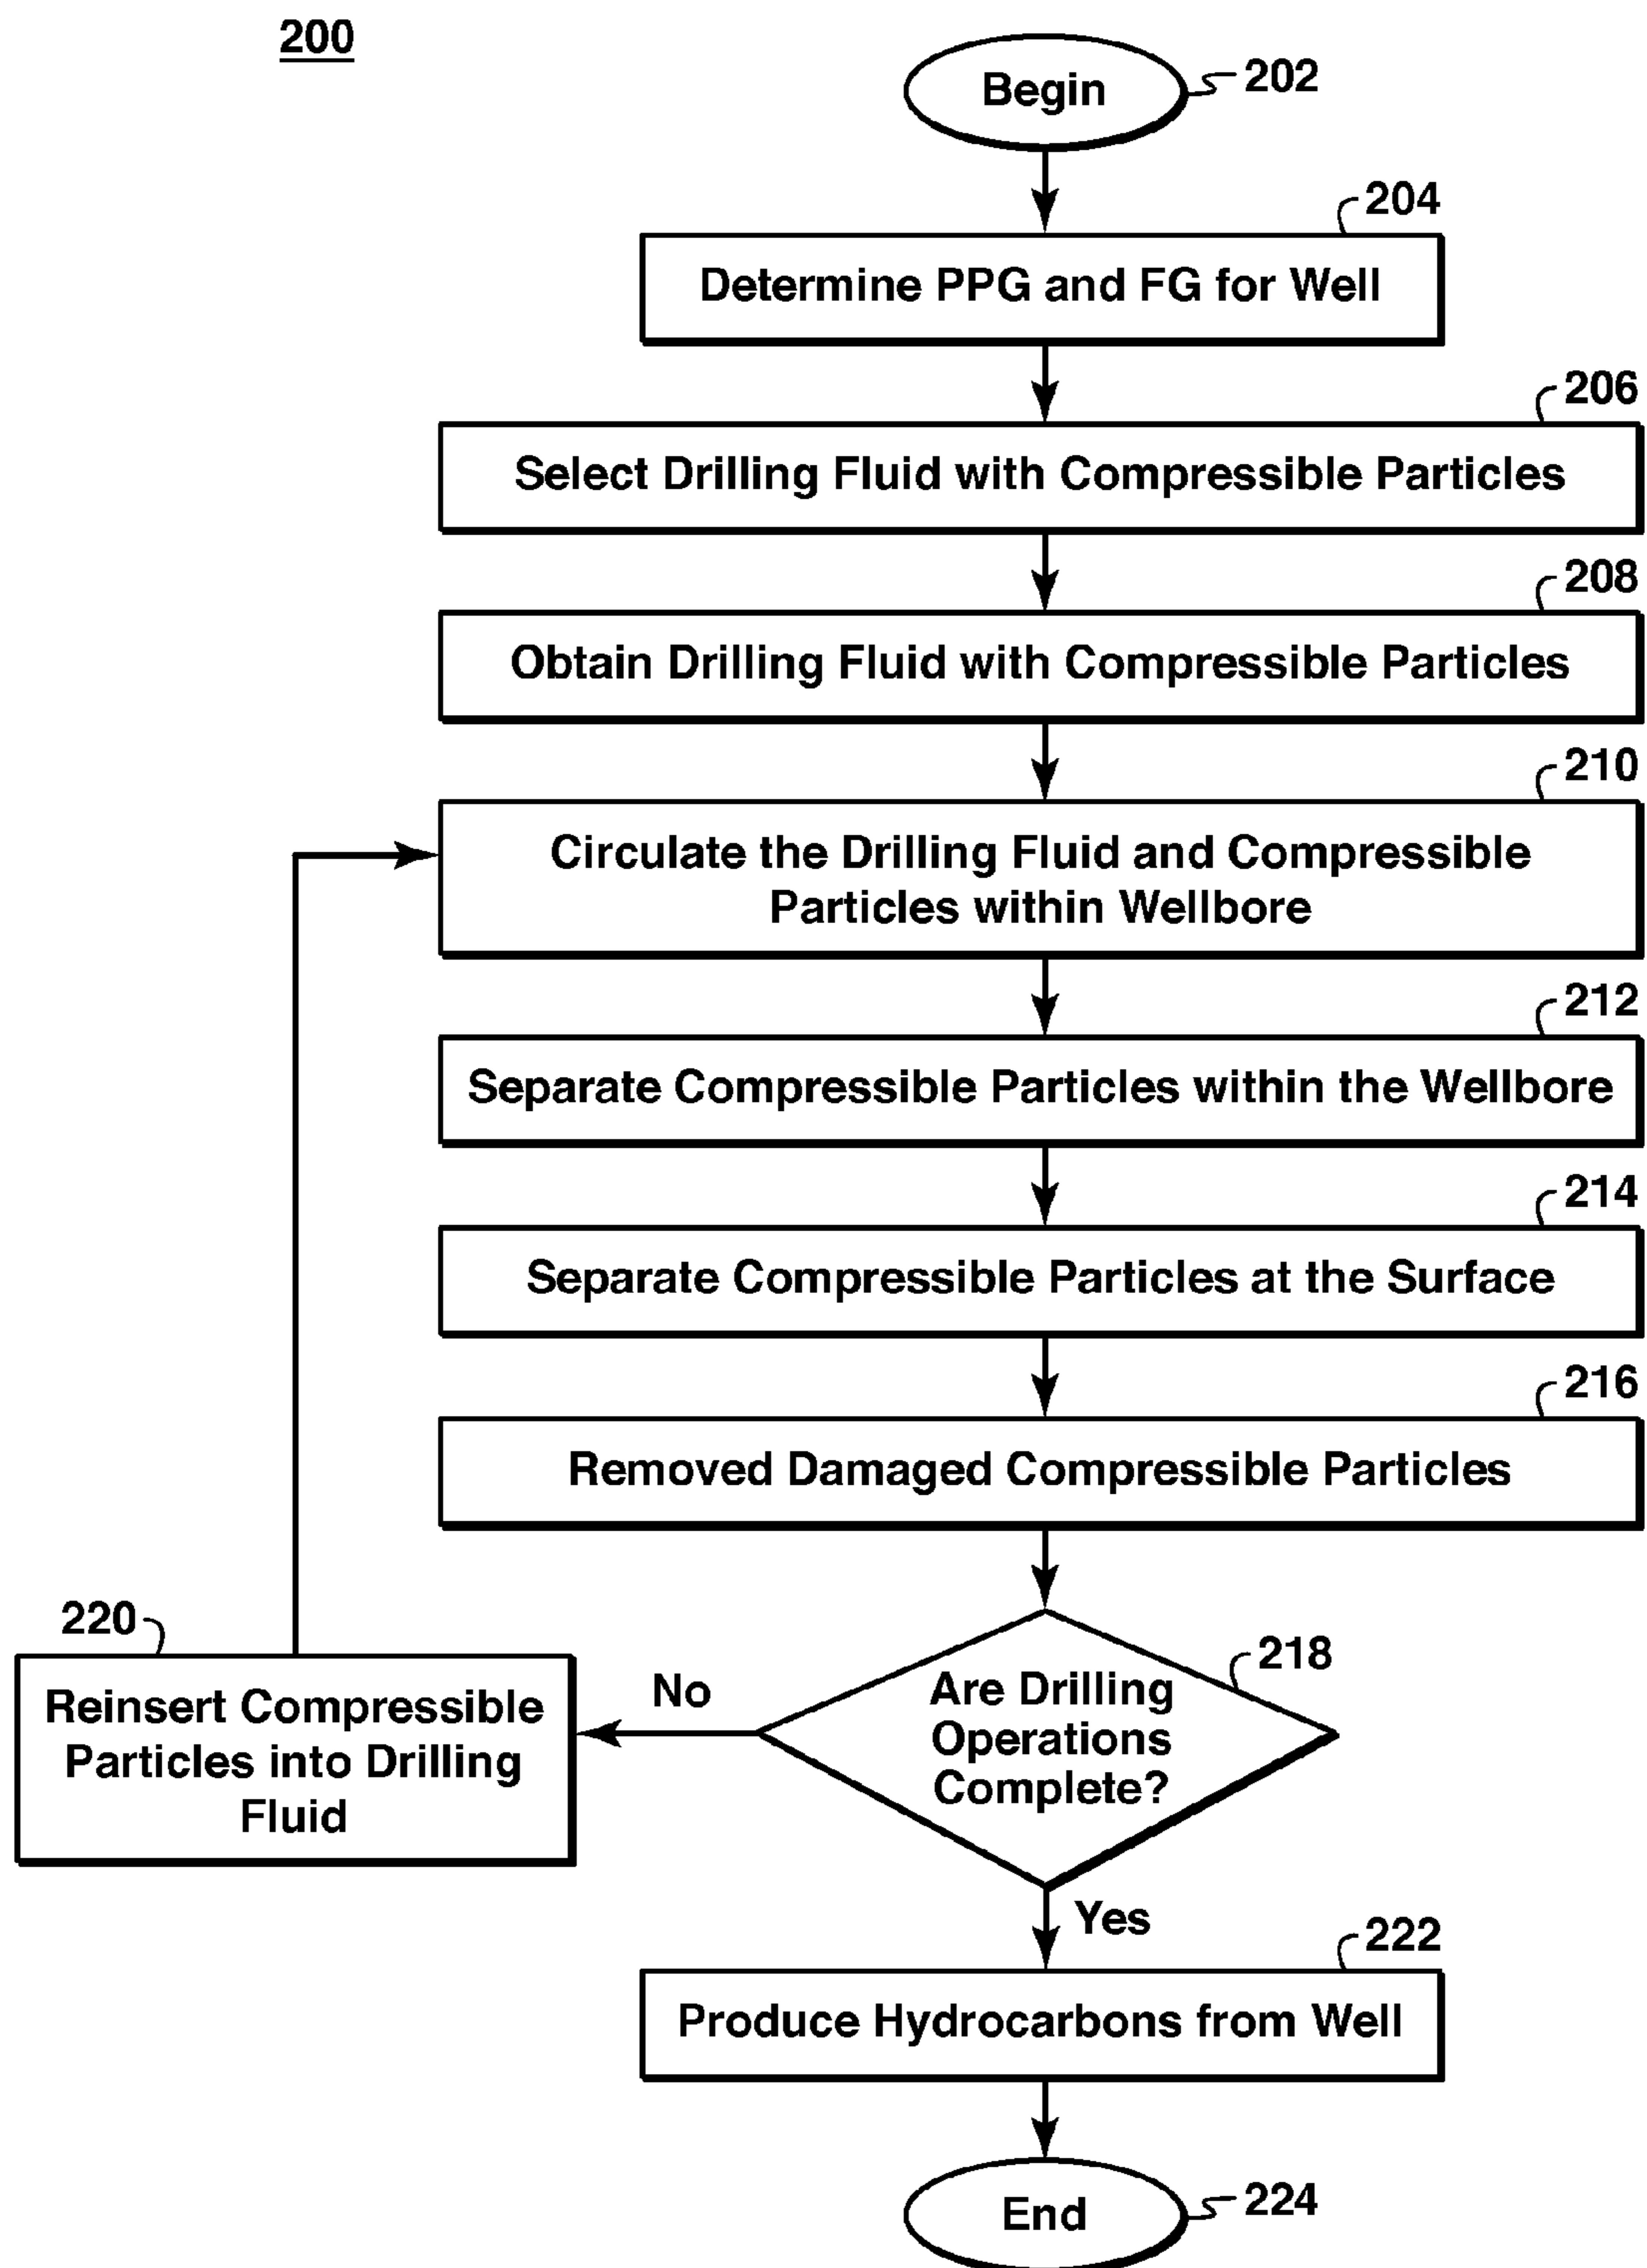 200
Begin
202
204
Determine PPG and FG for Well
206
Select Drilling Fluid with Compressible Particles
208
Obtain Drilling Fluid with Compressible Particles
210
Circulate the Drilling Fluid and Compressible
Particles within Wellbore
212
Separate Compressible Particles within the Wellbore
214
Separate Compressible Particles at the Surface
216
Removed Damaged Compressible Particles
218
Are Drilling
Operations
Complete?
No
220
Reinsert Compressible
Particles into Drilling
Fluid
Yes
222
Produce Hydrocarbons from Well
End
224